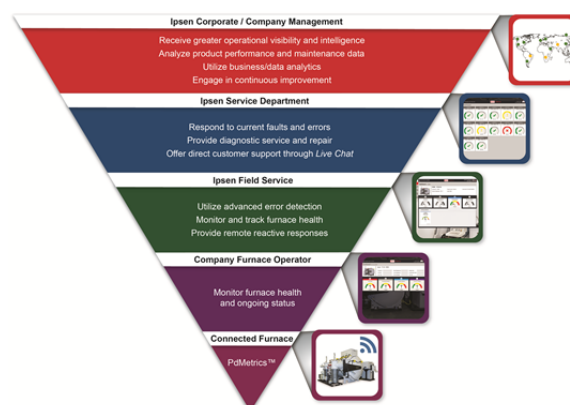 Ipsen Corporate / Company Management
Receive greater operational visibility and intelligence
Analyze product performance and maintenance data
Utilize business/data analytics
Engage in continuous improvement
Ipsen Service Department
Respond to current faults and errors
Provide diagnostic service and repair
Offer direct customer support through Live Chat
Ipsen Field Service
Utilize advanced error detection
Monitor and track furnace health
Provide remote reactive responses
Company Furnace Operator
Monitor furnace health
and ongoing status
Connected Furnace
PdMetrics™